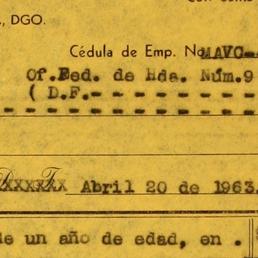 ., DGO.
Cédula de Emp. No MAVC-
Of.Fed. de Hda. Núm.9
( D.F.- - - - - - - - - -
- - - - - - - - - - - - - -
Abril 20 de 1963.
de un año de edad, en .